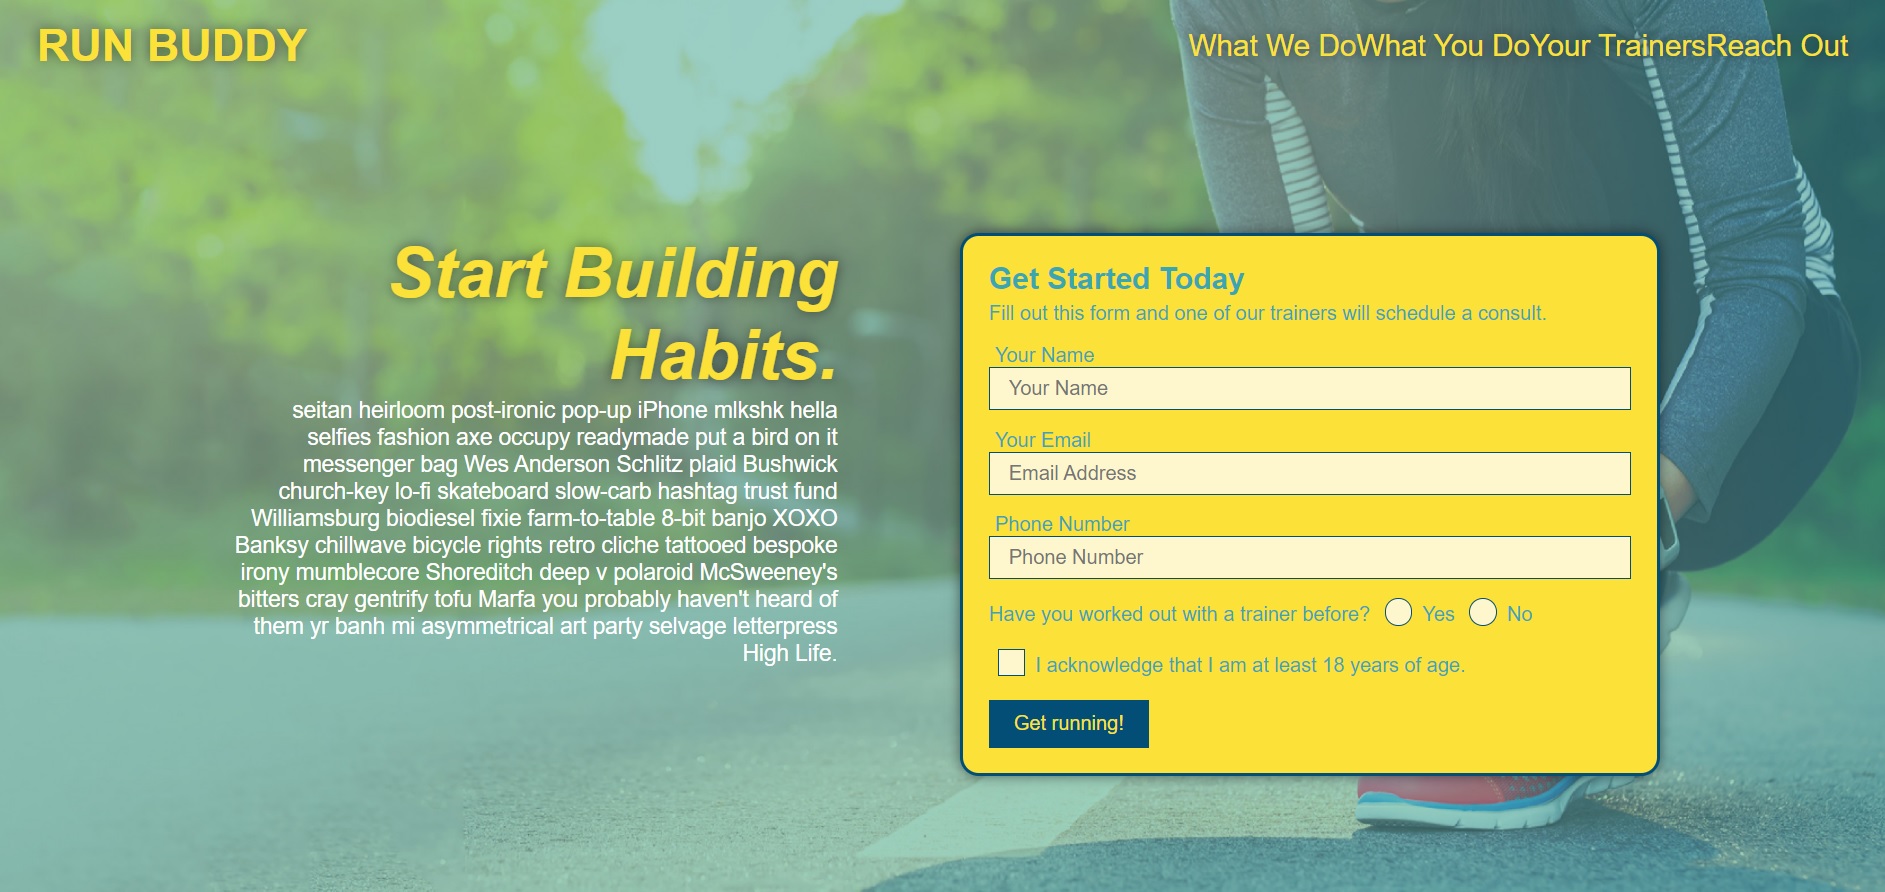 RUN BUDDY
What We DoWhat You DoYour TrainersReach Out
Start Building
Habits.
seitan heirloom post-ironic pop-up iPhone mlkshk hella
selfies fashion axe occupy readymade put a bird on it
messenger bag Wes Anderson Schlitz plaid Bushwick
church-key lo-fi skateboard slow-carb hashtag trust fund
Williamsburg biodiesel fixie farm-to-table 8-bit banjo XOXO
Banksy chillwave bicycle rights retro cliche tattooed bespoke
irony mumblecore Shoreditch deep v polaroid McSweeney's
bitters cray gentrify tofu Marfa you probably haven't heard of
them yr banh mi asymmetrical art party selvage letterpress
High Life.
Get Started Today
Fill out this form and one of our trainers will schedule a consult.
Your Name
Your Name
Your Email
Email Address
Phone Number
Phone Number
Have you worked out with a trainer before? Yes No
I acknowledge that I am at least 18 years of age.
Get running!